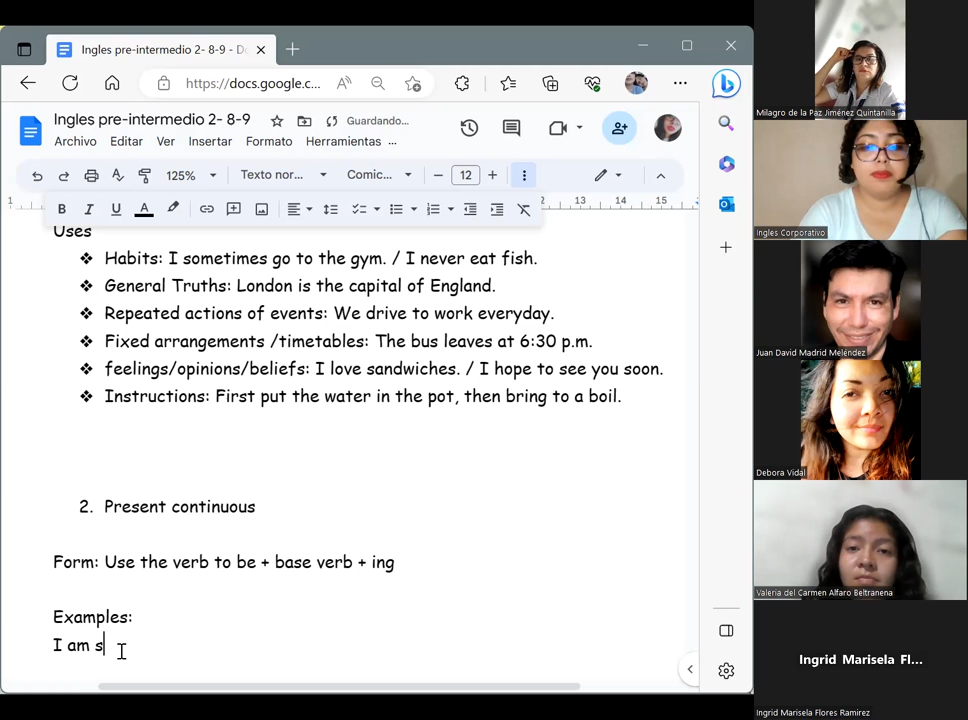 Ingles pre-intermedio 2- 8-9 - Do
https://docs.google.c...
Ingles pre-intermedio 2- 8-9
Guardando...
Archivo Editar Ver Insertar Formato Herramientas ...
125% Texto nor... Comic... 12
1 12 13 14 15
Uses
❖ Habits: I sometimes go to the gym. / I never eat fish.
❖ General Truths: London is the capital of England.
❖ Repeated actions of events: We drive to work everyday.
❖ Fixed arrangements /timetables: The bus leaves at 6:30 p.m.
❖ feelings/opinions/beliefs: I love sandwiches. / I hope to see you soon.
❖ Instructions: First put the water in the pot, then bring to a boil.
2. Present continuous
Form: Use the verb to be + base verb + ing
Examples:
I am s
Milagro de la Paz Jiménez Quintanilla
Ingles Corporativo
Juan David Madrid Meléndez
Debora Vidal
Valeria del Carmen Alfaro Beltranena
Ingrid Marisela Fl...
Ingrid Marisela Flores Ramirez